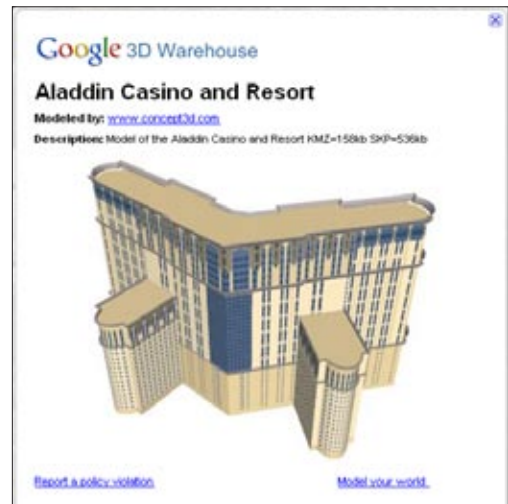 Google 3D Warehouse
Aladdin Casino and Resort
Modeled by: www.concept3d.com
Description: Model of the Aladdin Casino and Resort KMZ=158kb SKP=536kb
Report a policy violation.
Model your world.